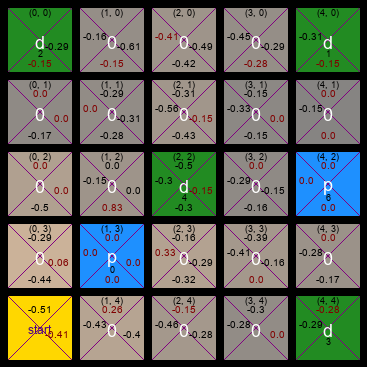 (0, 0) (1, 0) (2, 0) (3, 0) (4, 0)
d -0.29 2 -0.15
-0.16 0 -0.61 -0.15
-0.41 0 -0.49 -0.42
-0.45 0 -0.29 -0.28
-0.31 d 1 -0.15
(0, 1) (1, 1) (2, 1) (3, 1) (4, 1)
0.0 0 0.0 -0.17
-0.29 0.0 0 -0.31 -0.28
-0.31 -0.56 0 -0.15 -0.43
-0.15 -0.33 0 0.0 -0.15
0.0 -0.15 0 0.0
(0, 2) (1, 2) (2, 2) (3, 2) (4, 2)
0.0 0 0.0 -0.5
0.0 -0.15 0 0.0 0.83
-0.5 -0.3 d -0.15 4 -0.3
0.0 -0.29 0 -0.15 -0.16
0.0 0.0 p 6 0.0
(0, 3) (1, 3) (2, 3) (3, 3) (4, 3)
-0.29 0 0.06 -0.44
0.0 0.0 p 0.0 0 0.0
-0.16 0.33 0 -0.29 -0.32
-0.39 -0.41 0 -0.16 0.0
0.0 -0.28 0 -0.17
(1, 4) (2, 4) (3, 4) (4, 4)
-0.51 start -0.41
0.26 -0.43 0 -0.4
-0.15 -0.46 0 -0.28
-0.3 -0.28 0 0.0
-0.28 -0.29 d 3